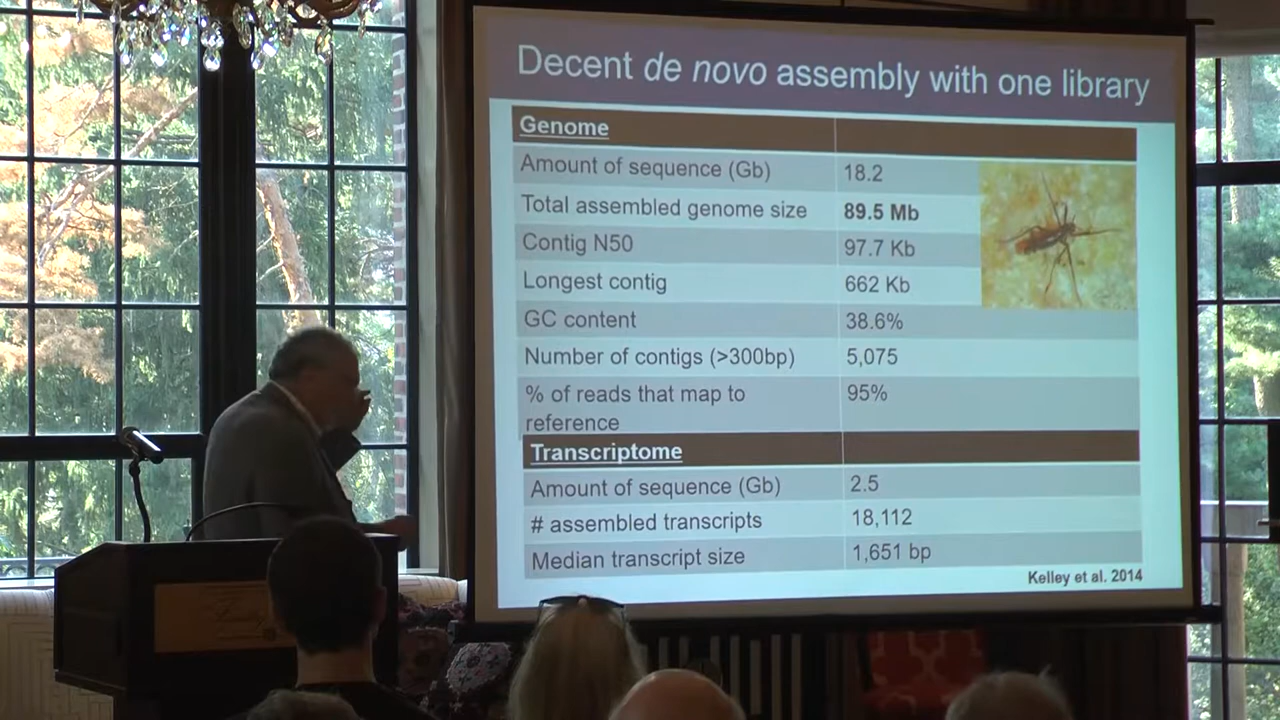 Decent de novo assembly with one library
Genome
Amount of sequence (Gb) 18.2
Total assembled genome size 89.5 Mb
Contig N50 97.7 Kb
Longest contig 662 Kb
GC content 38.6%
Number of contigs (>300bp) 5,075
% of reads that map to 95%
reference
Transcriptome
Amount of sequence (Gb) 2.5
# assembled transcripts 18,112
Median transcript size 1,651 bp
Kelley et al. 2014